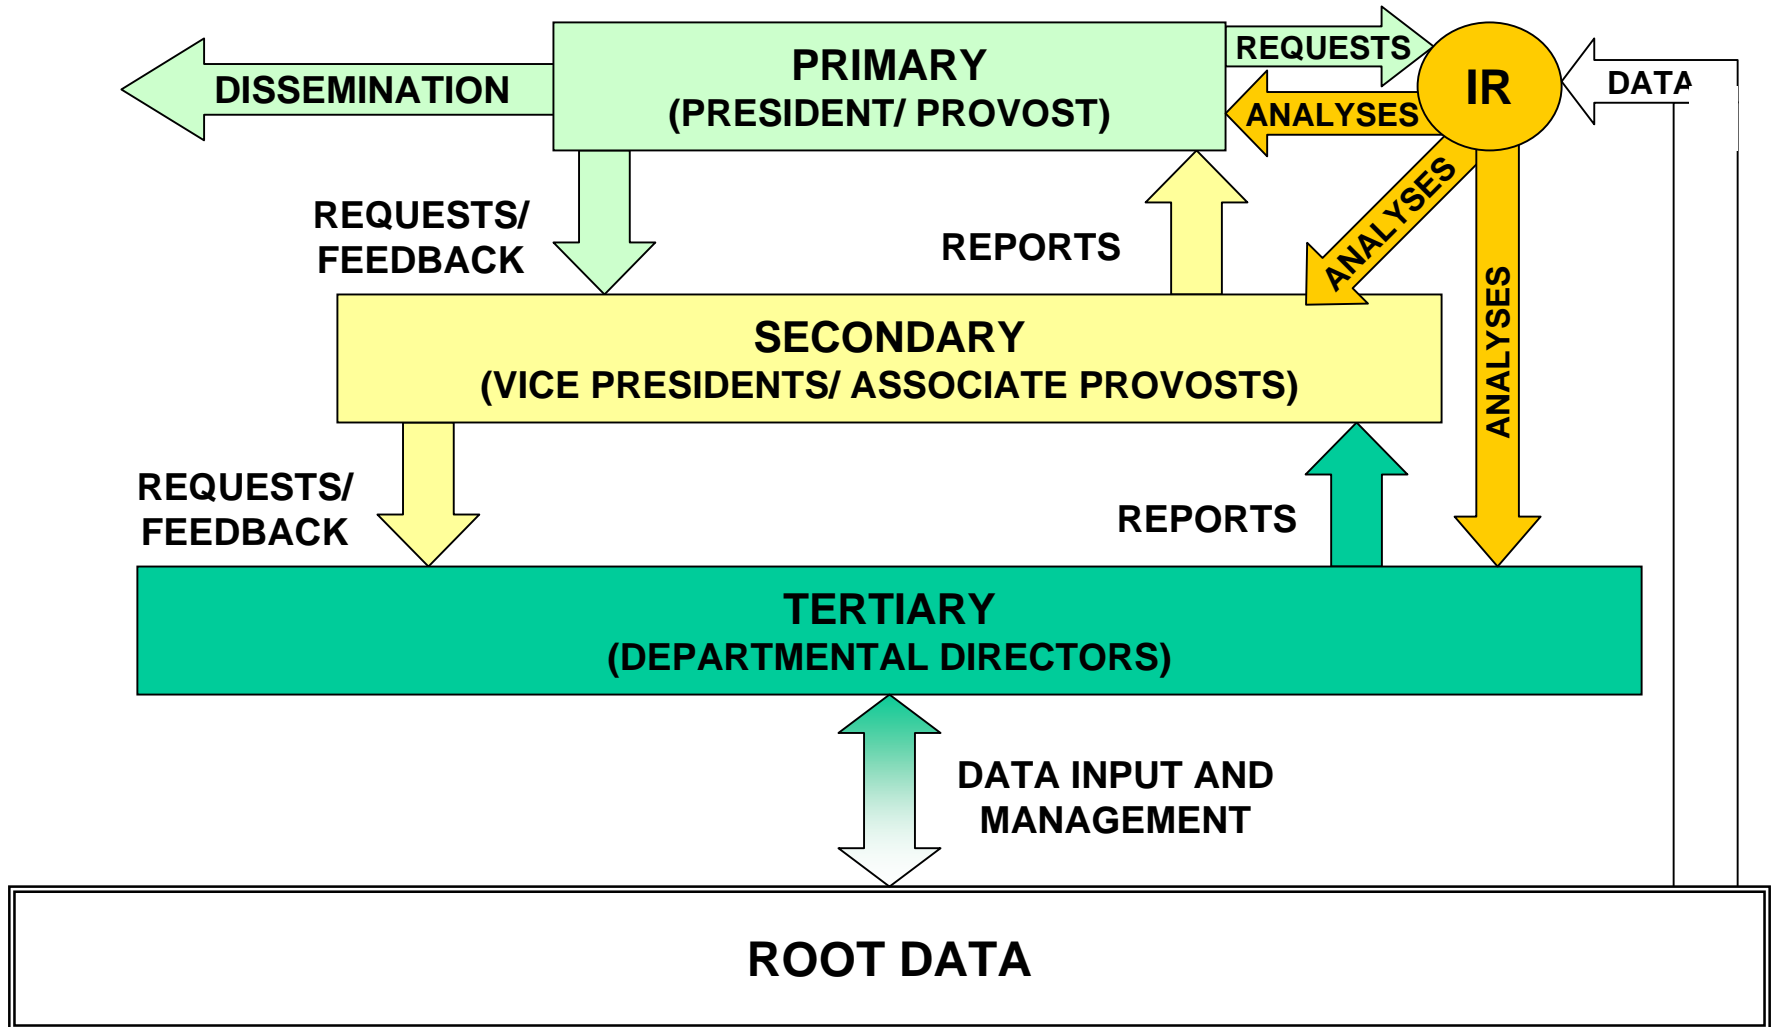 PRIMARY
(PRESIDENT/ PROVOST)
DISSEMINATION
REQUESTS
ANALYSES
IR
DATA
REQUESTS/
FEEDBACK
REPORTS
ANALYSES
ANALYSES
SECONDARY
(VICE PRESIDENTS/ ASSOCIATE PROVOSTS)
REQUESTS/
FEEDBACK
REPORTS
TERTIARY
(DEPARTMENTAL DIRECTORS)
DATA INPUT AND
MANAGEMENT
ROOT DATA